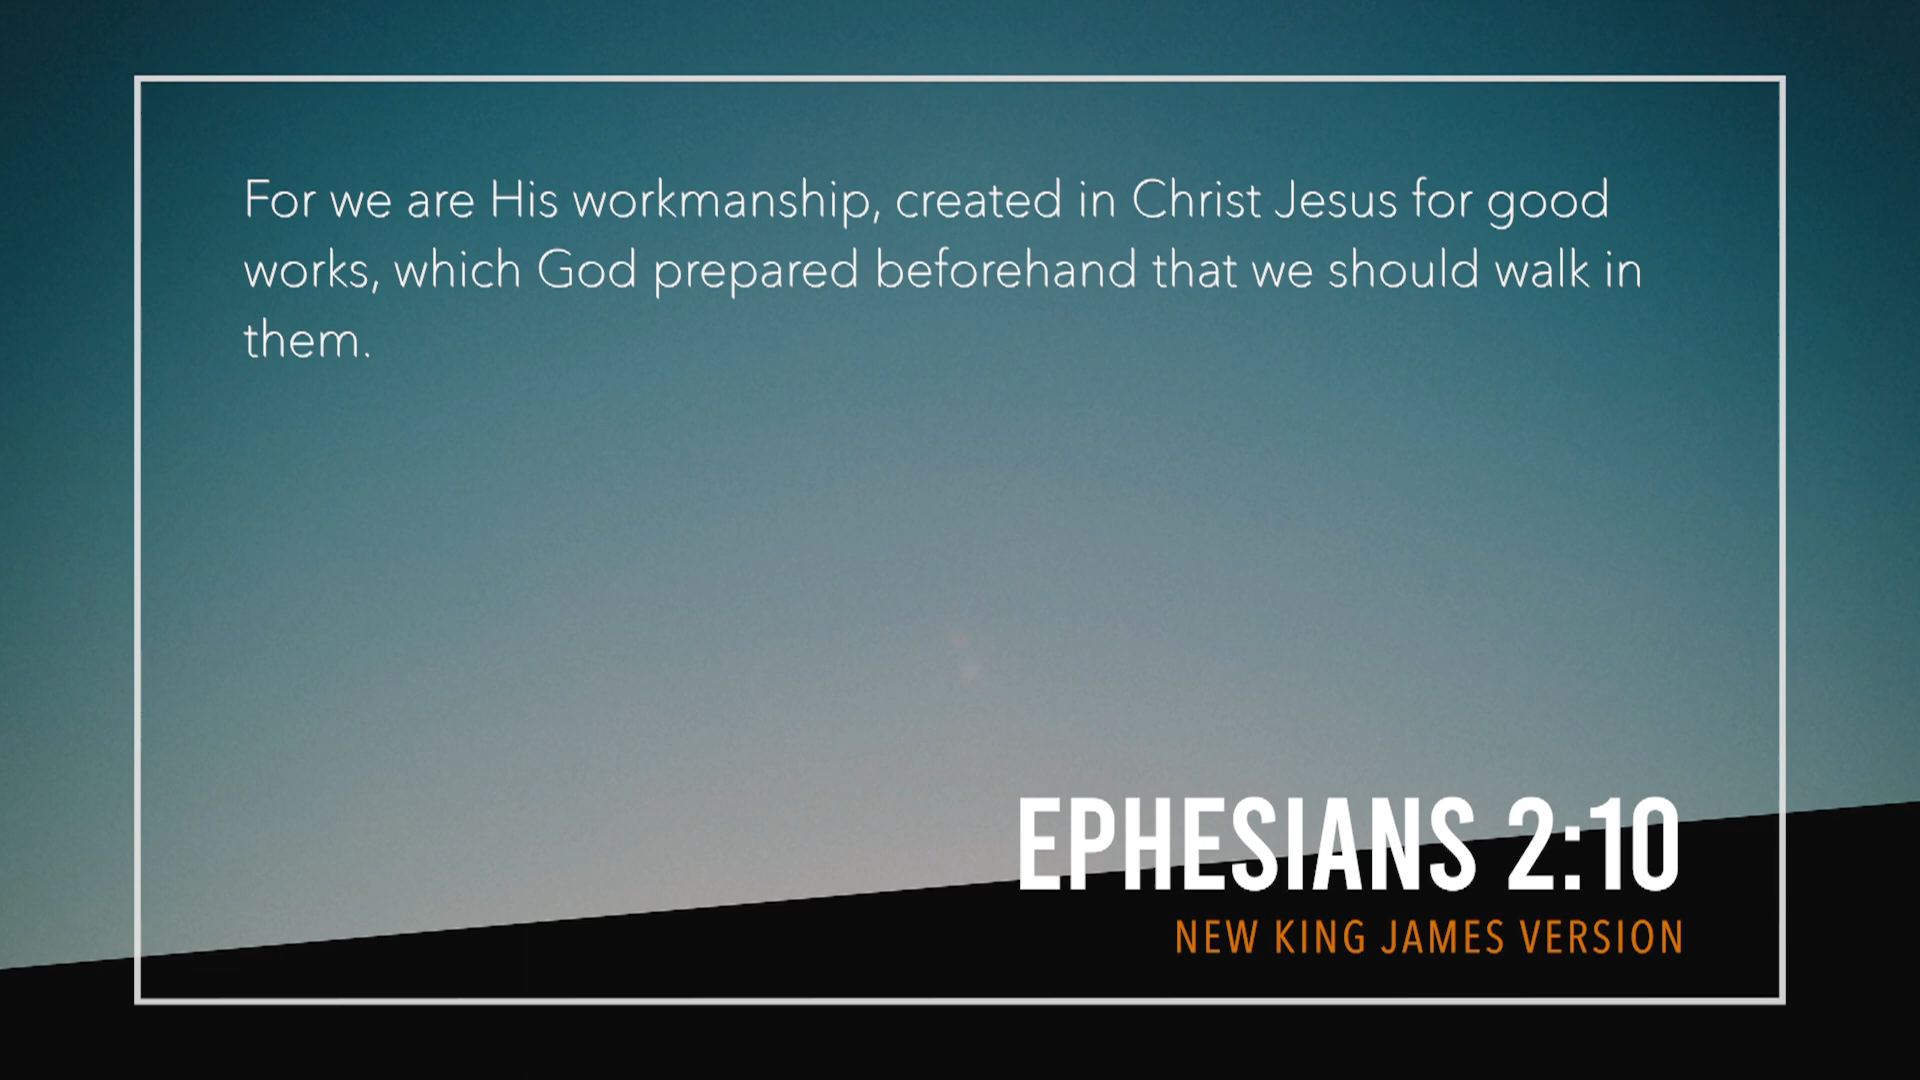 For we are His workmanship, created in Christ Jesus for good
works, which God prepared beforehand that we should walk in
them.
EPHESIANS 2:10
NEW KING JAMES VERSION